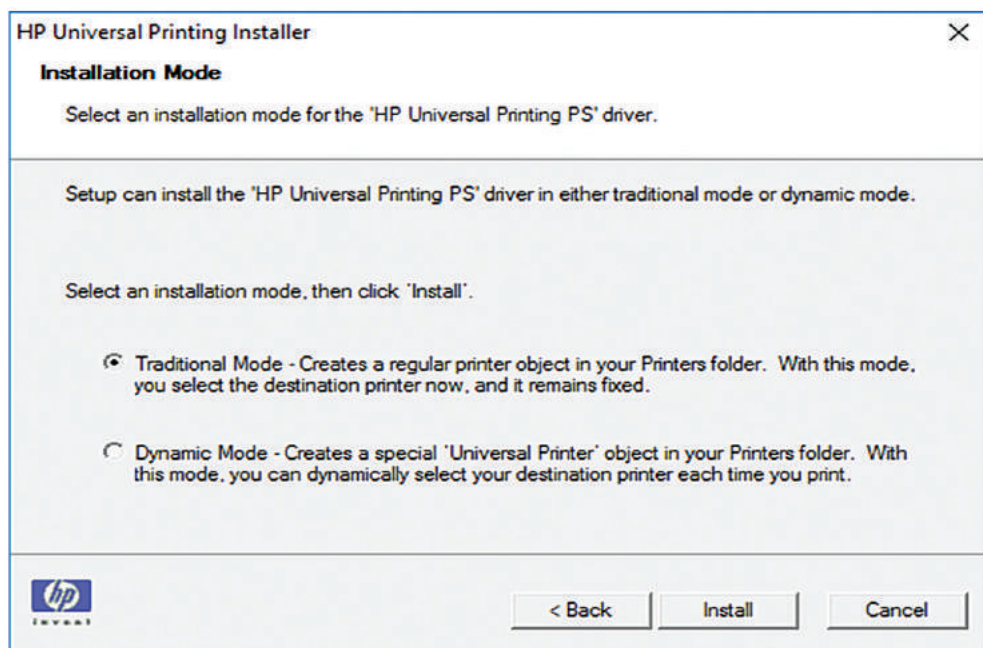 HP Universal Printing Installer
Installation Mode
Select an installation mode for the 'HP Universal Printing PS' driver.
Setup can install the 'HP Universal Printing PS' driver in either traditional mode or dynamic mode.
Select an installation mode, then click 'Install'.
Traditional Mode - Creates a regular printer object in your Printers folder. With this mode,
you select the destination printer now, and it remains fixed.
Dynamic Mode - Creates a special 'Universal Printer' object in your Printers folder. With
this mode, you can dynamically select your destination printer each time you print.
hp
invent
< Back
Install
Cancel